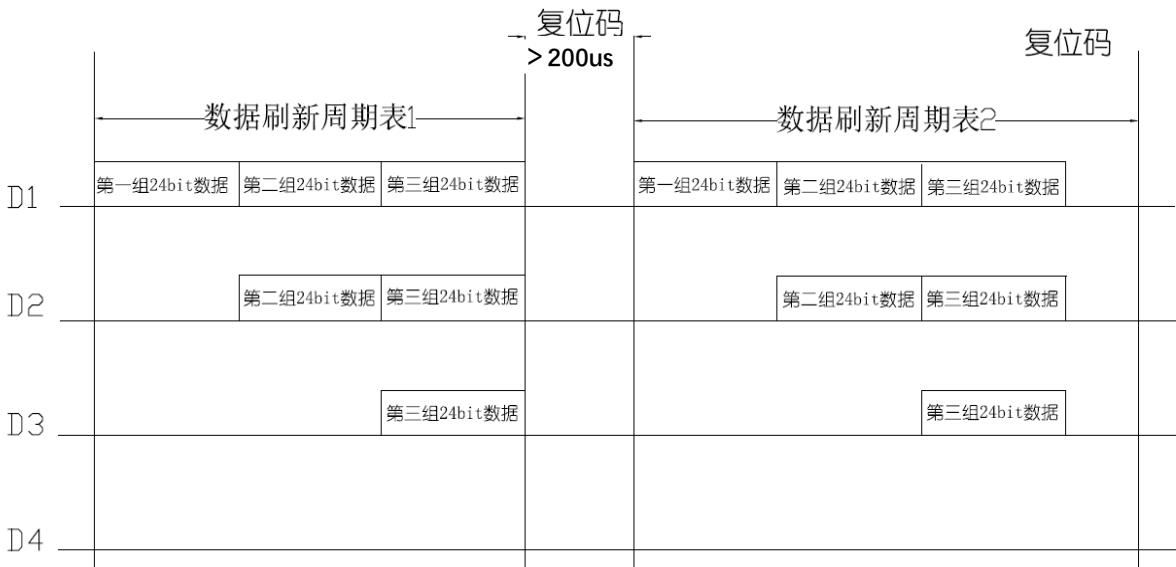 复位码
>200us
复位码
数据刷新周期表1
数据刷新周期表2
D1
第一组24bit数据
第二组24bit数据
第三组24bit数据
第一组24bit数据
第二组24bit数据
第三组24bit数据
D2
第二组24bit数据
第三组24bit数据
第二组24bit数据
第三组24bit数据
D3
第三组24bit数据
第三组24bit数据
D4